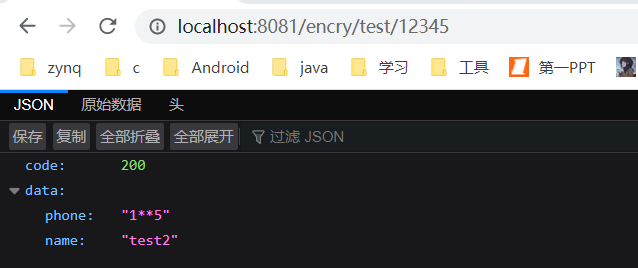 localhost:8081/encry/test/12345
zynq c Android java 学习 工具 第一PPT
JSON 原始数据 头
保存 复制 全部折叠 全部展开 过滤 JSON
code: 200
data:
phone: "1**5"
name: "test2"